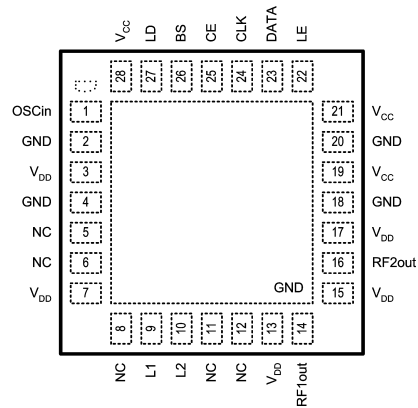 VCC LD BS CE CLK DATA LE
28 27 26 25 24 23 22
OSCin 1 21 VCC
GND 2 20 GND
VDD 3 19 VCC
GND 4 18 GND
NC 5 17 VDD
NC 6 16 RF2out
VDD 7 GND 15 VDD
8 9 10 11 12 13 14
NC L1 L2 NC NC VDD RF1out